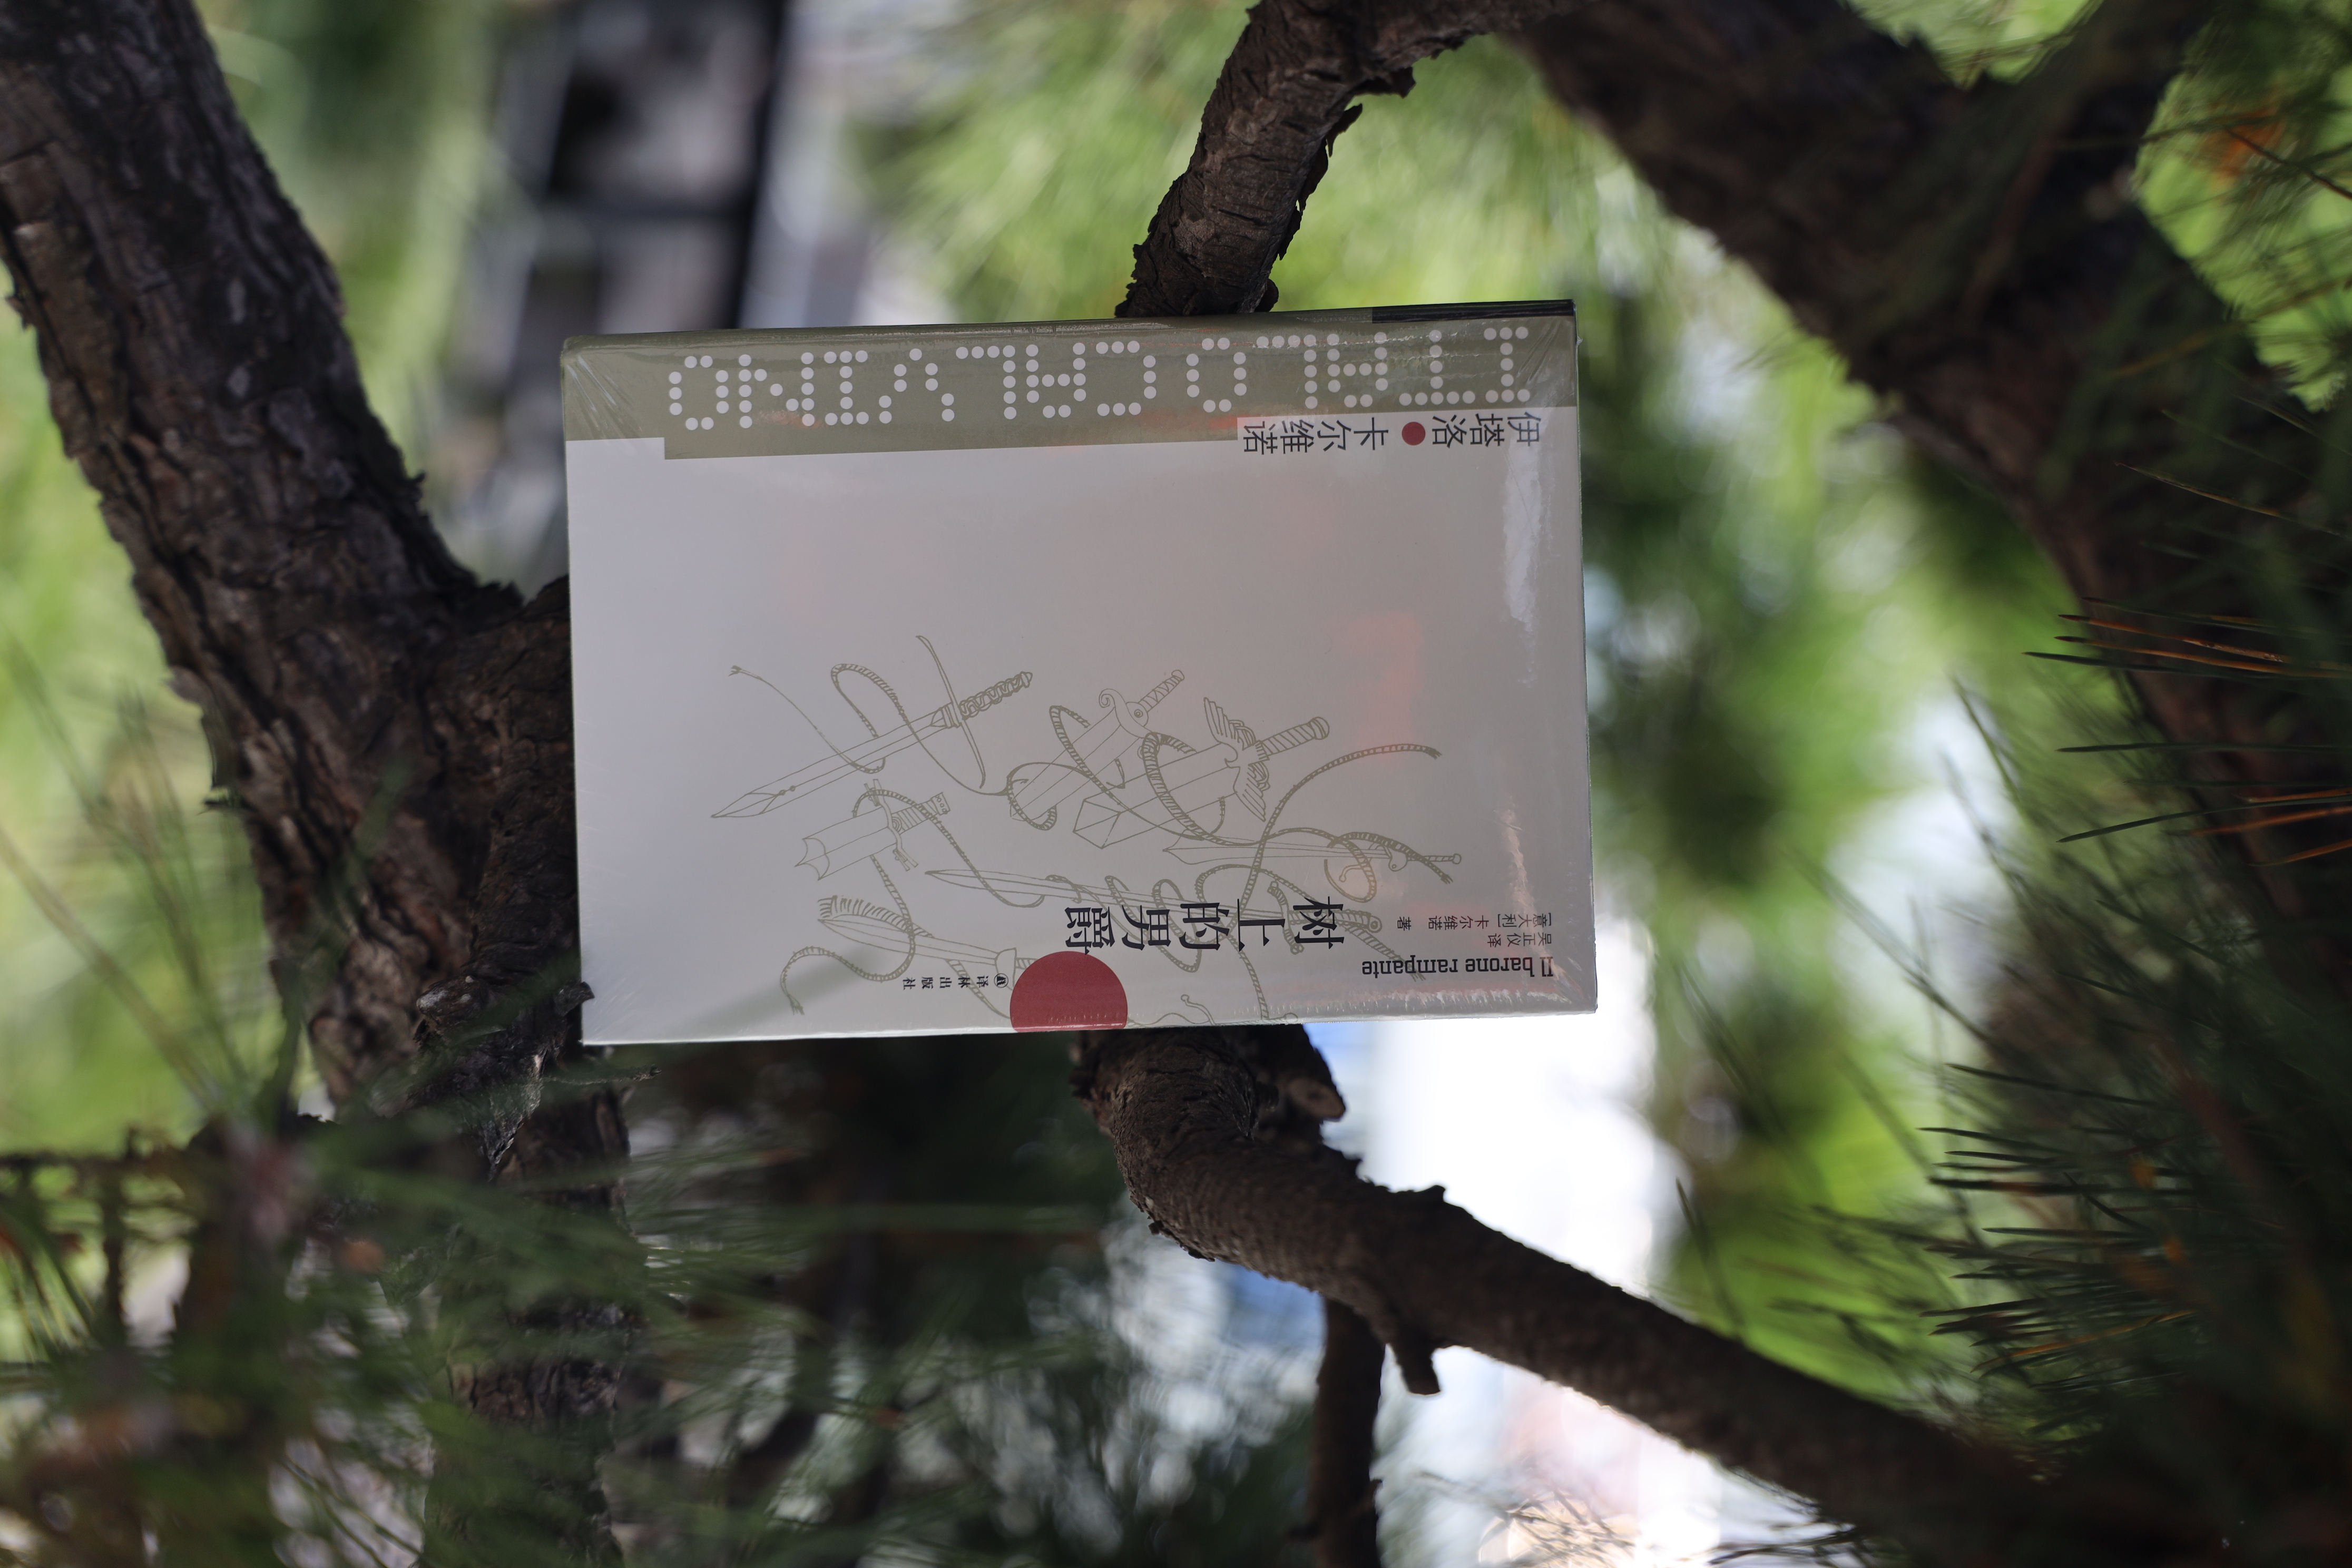 ITALO CALVINO
伊塔洛●卡尔维诺
树上的男爵
[意大利] 卡尔维诺 著
吴正仪 译
Il barone rampante
译林出版社